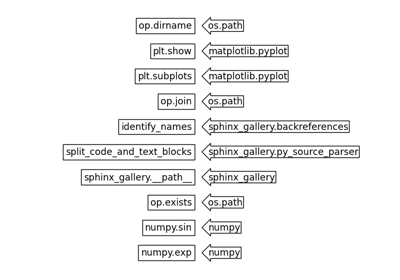 op.dirname os.path
plt.show matplotlib.pyplot
plt.subplots matplotlib.pyplot
op.join os.path
identify_names sphinx_gallery.backreferences
split_code_and_text_blocks sphinx_gallery.py_source_parser
sphinx_gallery.__path__ sphinx_gallery
op.exists os.path
numpy.sin numpy
numpy.exp numpy